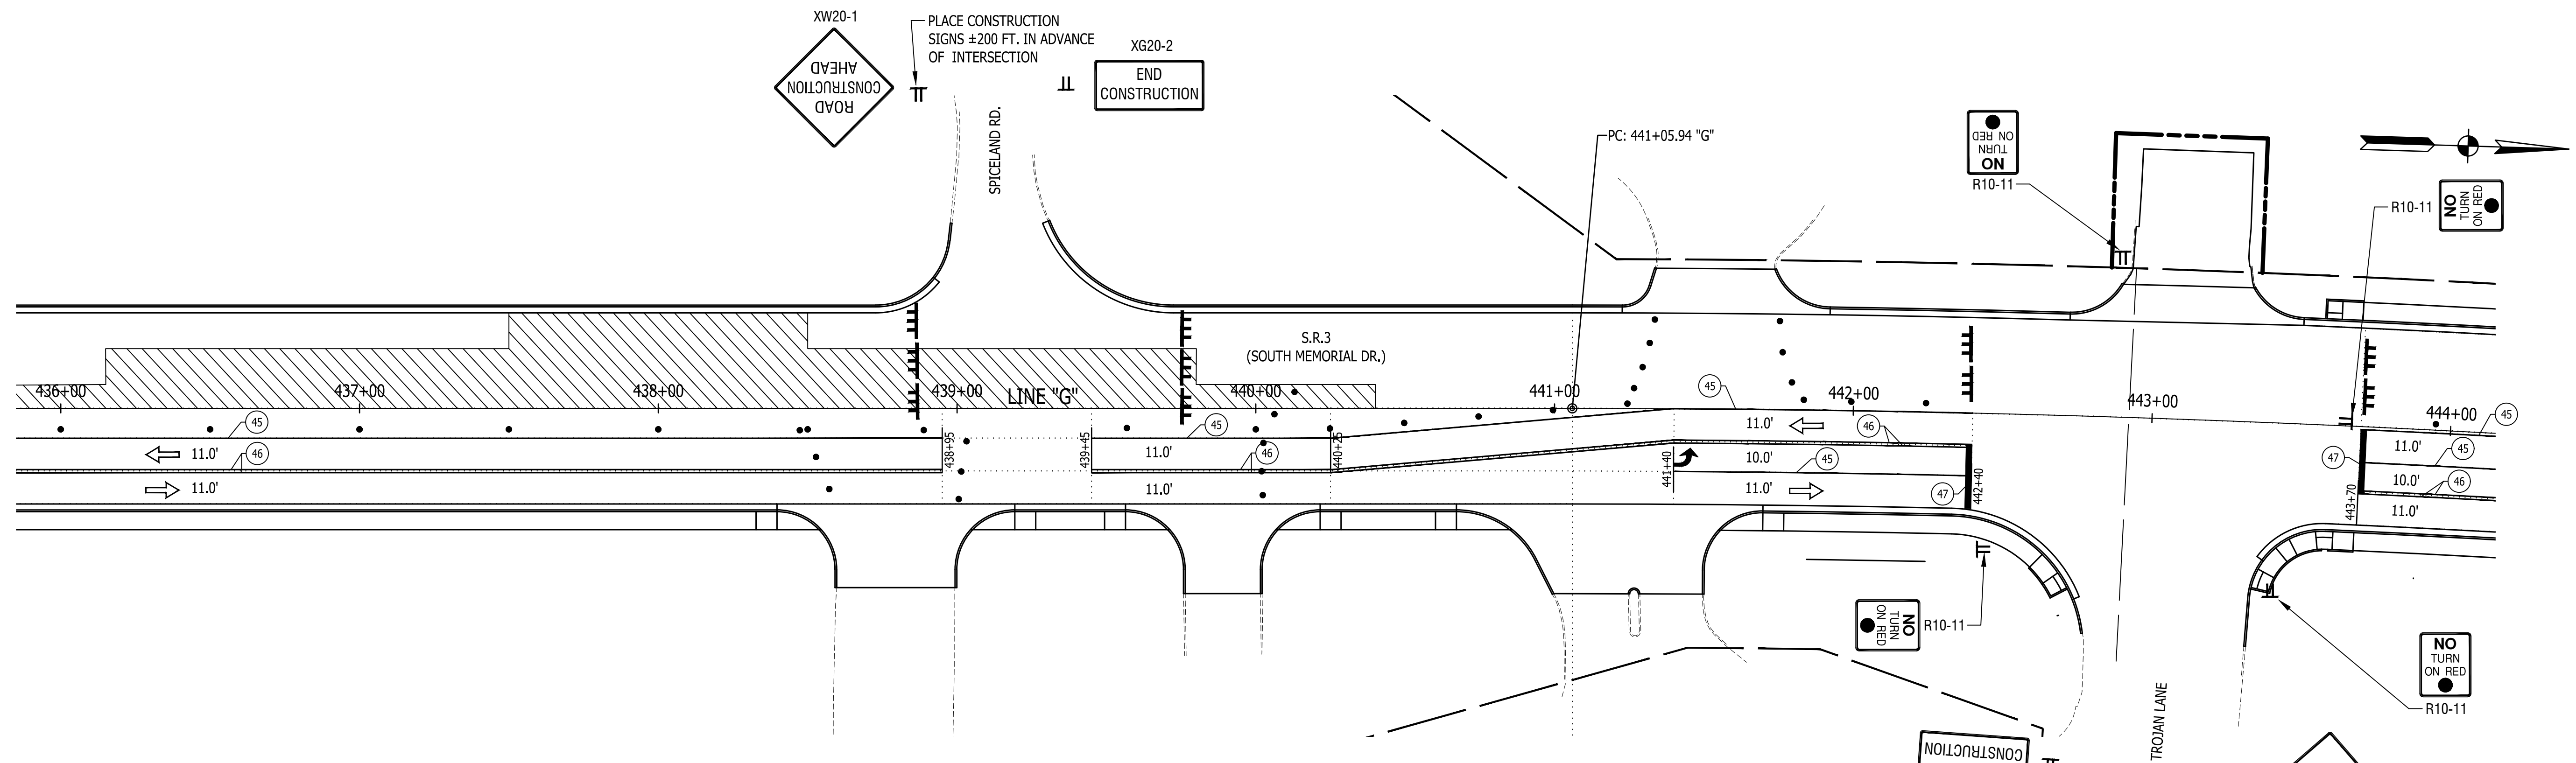 XW20-1
ROAD
CONSTRUCTION
AHEAD
PLACE CONSTRUCTION
SIGNS ±200 FT. IN ADVANCE
OF INTERSECTION
XG20-2
END
CONSTRUCTION
SPICELAND RD.
PC: 441+05.94 "G"
NO
TURN
ON RED
R10-11
R10-11
NO
TURN
ON RED
S.R.3
(SOUTH MEMORIAL DR.)
436+00
437+00
438+00
439+00
LINE "G"
440+00
441+00
442+00
443+00
444+00
45
45
45
45
45
45
46
46
46
46
47
47
11.0'
11.0'
438+95
439+45
11.0'
11.0'
440+25
441+40
11.0'
10.0'
11.0'
442+40
443+70
11.0'
10.0'
11.0'
NO
TURN
ON RED
R10-11
NO
TURN
ON RED
R10-11
TROJAN LANE
CONSTRUCTION